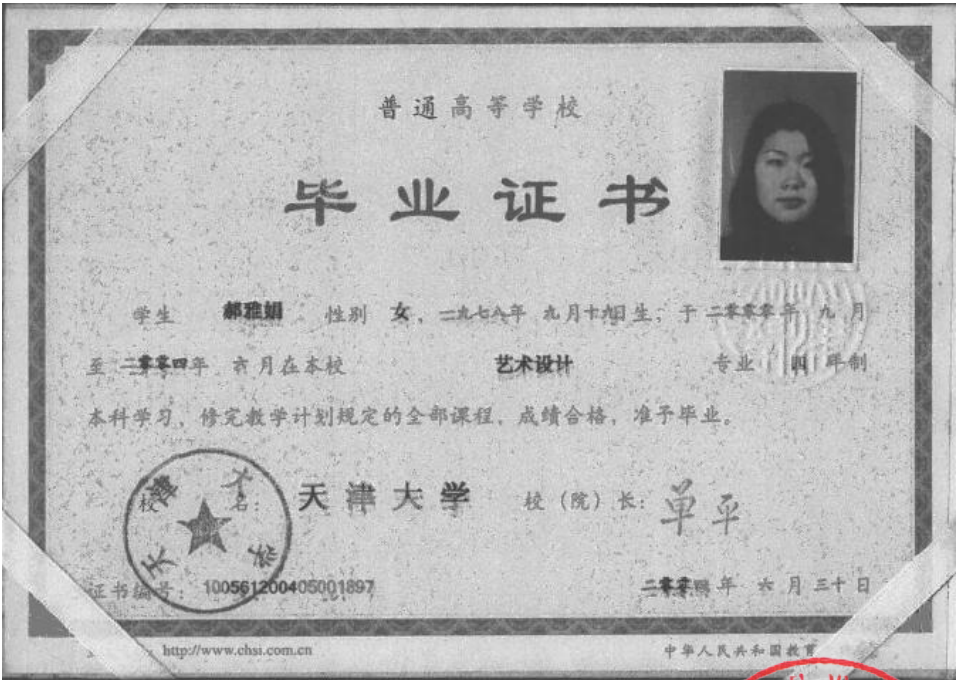 普通高等学校
毕业证书
学生 郝雅娟 性别 女，一九七八年 九月十九日生，于二零零零年 九 月
至二零零四年 六月在本校 艺术设计 专业 四 年制
本科学习，修完教学计划规定的全部课程，成绩合格，准予毕业。
校 名：天津大学 校（院）长：单平
天津大学
证书编号：100561200405001897 二零零四年 六月三十日
http://www.chsi.com.cn 中华人民共和国教育